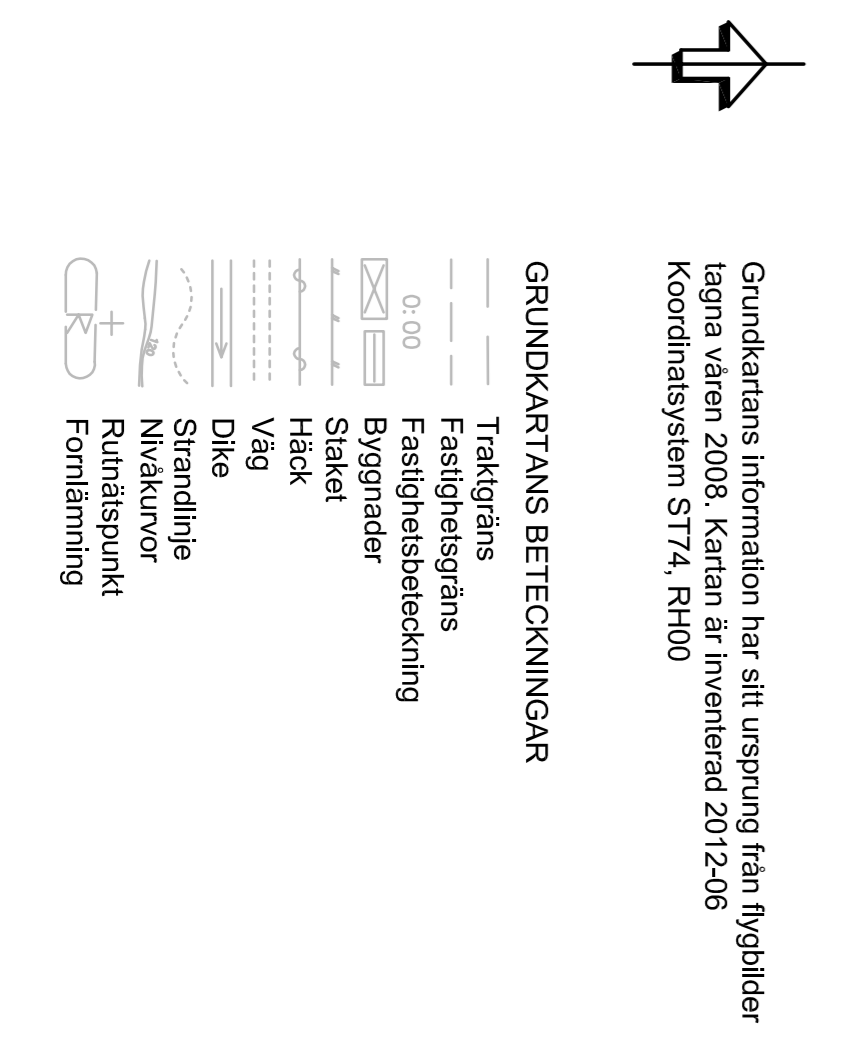 Grundkartans information har sitt ursprung från flygbilder
tagna våren 2008. Kartan är inventerad 2012-06
Koordinatsystem ST74, RH00
GRUNDKARTANS BETECKNINGAR
Traktgräns
Fastighetsgräns
0:00 Fastighetsbeteckning
Byggnader
Staket
Häck
Väg
Dike
Strandlinje
120 Nivåkurvor
Rutnätspunkt
R Fornlämning